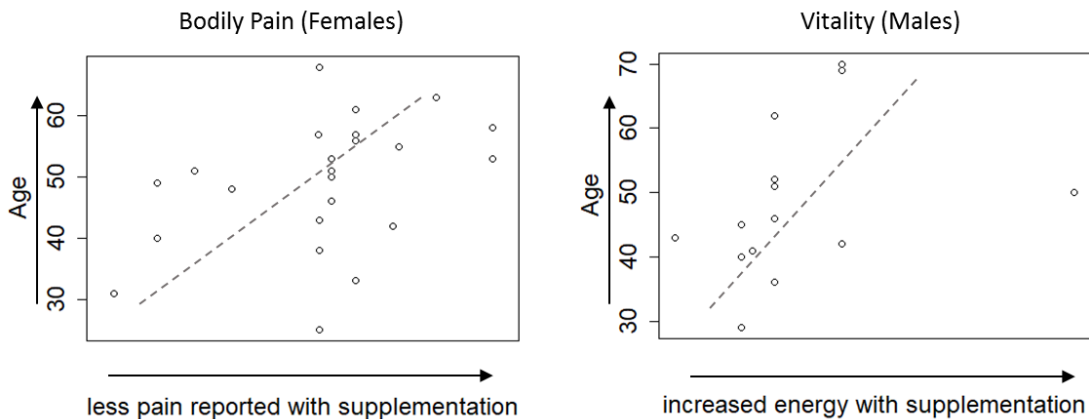 Bodily Pain (Females)
Age
60
50
40
30
less pain reported with supplementation
Vitality (Males)
Age
70
60
50
40
30
increased energy with supplementation